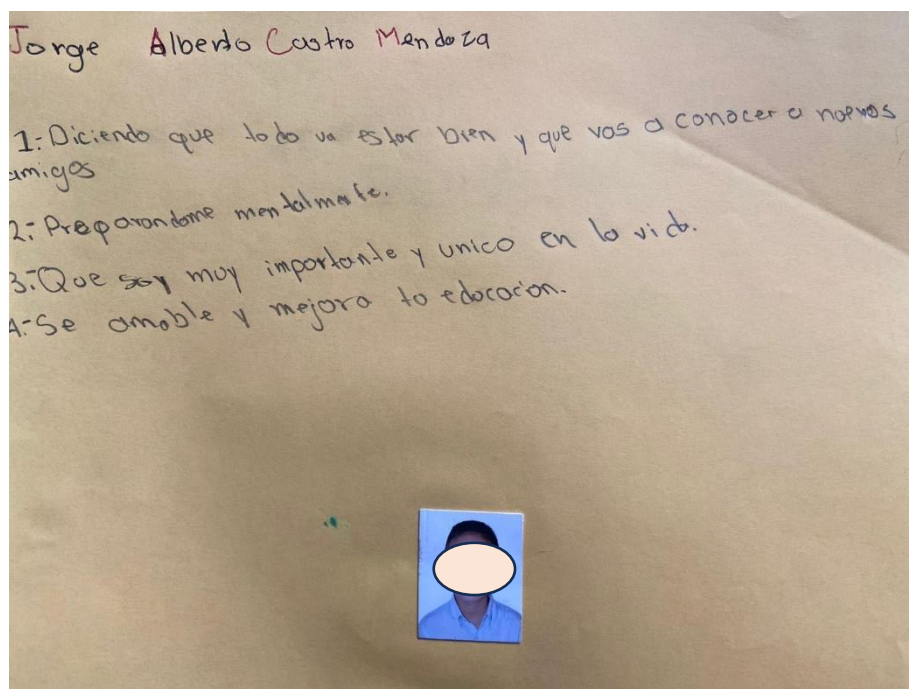 Jorge Alberto Castro Mendoza
1:- Diciendo que todo va estar bien y que vas a conocer a nuevos
amigos
2:- Preparandome mentalmente.
3:- Que soy muy importante y unico en la vida.
4:- Se amable y mejora tu educacion.